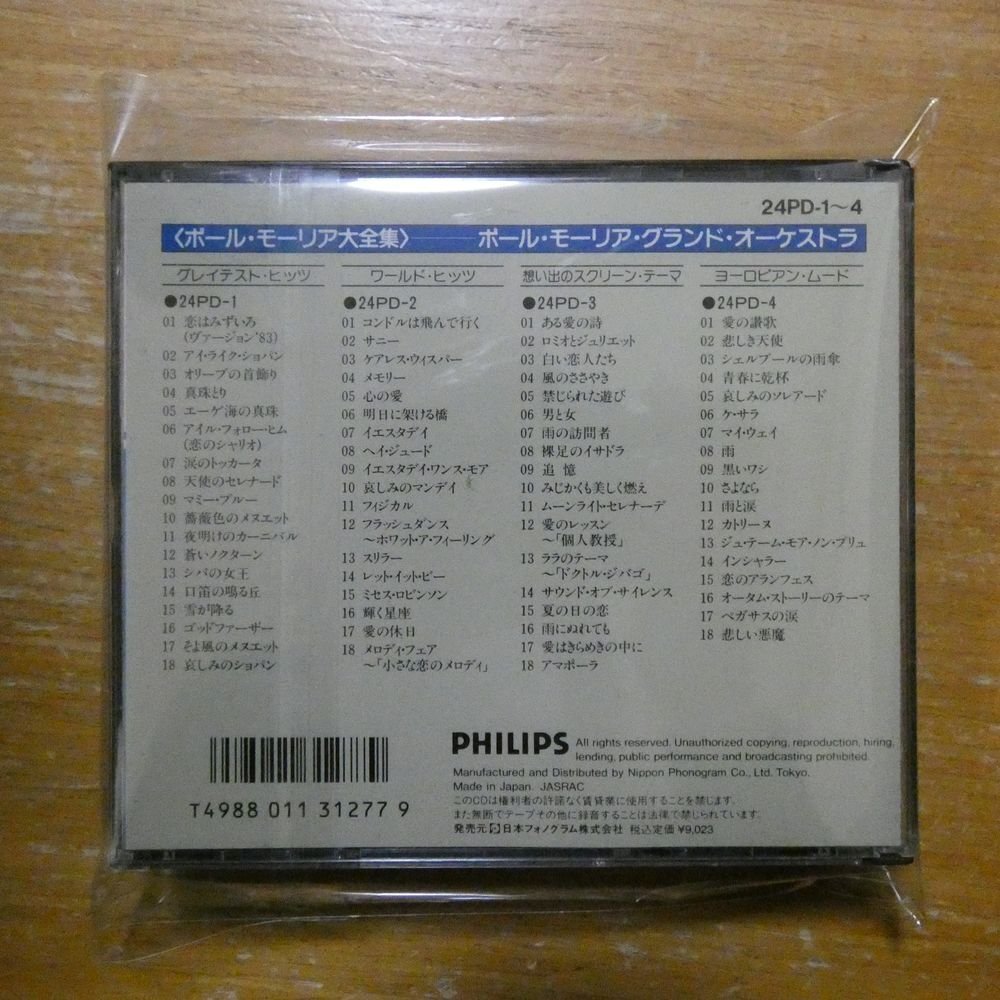 24PD-1～4
〈ポール・モーリア大全集〉 ポール・モーリア・グランド・オーケストラ
グレイテスト・ヒッツ
●24PD-1
01 恋はみずいろ
(ヴァージョン'83)
02 アイ・ライク・ショパン
03 オリーブの首飾り
04 真珠とり
05 エーゲ海の真珠
06 アイル・フォロー・ヒム
(恋のシャリオ)
07 涙のトッカータ
08 天使のセレナード
09 マミー・ブルー
10 薔薇色のメヌエット
11 夜明けのカーニバル
12 蒼いノクターン
13 シバの女王
14 口笛の鳴る丘
15 雪が降る
16 ゴッドファーザー
17 そよ風のメヌエット
18 哀しみのショパン
ワールド・ヒッツ
●24PD-2
01 コンドルは飛んで行く
02 サニー
03 ケアレス・ウィスパー
04 メモリー
05 心の愛
06 明日に架ける橋
07 イエスタデイ
08 ヘイ・ジュード
09 イエスタデイ・ワンス・モア
10 哀しみのマンデイ
11 フィジカル
12 フラッシュダンス
～ホワット・ア・フィーリング
13 スリラー
14 レット・イット・ビー
15 ミセス・ロビンソン
16 輝く星座
17 愛の休日
18 メロディ・フェア
～「小さな恋のメロディ」
想い出のスクリーン・テーマ
●24PD-3
01 ある愛の詩
02 ロミオとジュリエット
03 白い恋人たち
04 風のささやき
05 禁じられた遊び
06 男と女
07 雨の訪問者
08 裸足のイサドラ
09 追憶
10 みじかくも美しく燃え
11 ムーンライト・セレナーデ
12 愛のレッスン
～「個人教授」
13 ララのテーマ
～「ドクトル・ジバゴ」
14 サウンド・オブ・サイレンス
15 夏の日の恋
16 雨にぬれても
17 愛はきらめきの中に
18 アマポーラ
ヨーロピアン・ムード
●24PD-4
01 愛の讃歌
02 悲しき天使
03 シェルブールの雨傘
04 青春に乾杯
05 哀しみのソレアード
06 ケ・サラ
07 マイ・ウェイ
08 雨
09 黒いワシ
10 さよなら
11 雨と涙
12 カトリーヌ
13 ジュ・テーム・モア・ノン・プリュ
14 インシャラー
15 恋のアランフェス
16 オータム・ストーリーのテーマ
17 ペガサスの涙
18 悲しい悪魔
T4988 011 31277 9
PHILIPS All rights reserved. Unauthorized copying, reproduction, hiring,
lending, public performance and broadcasting prohibited.
Manufactured and Distributed by Nippon Phonogram Co., Ltd. Tokyo.
Made in Japan. JASRAC
このCDは権利者の許諾なく賃貸業に使用することを禁じます。
また無断でテープその他に録音することは法律で禁じられています。
発売元 日本フォノグラム株式会社 税込定価 ¥9,023